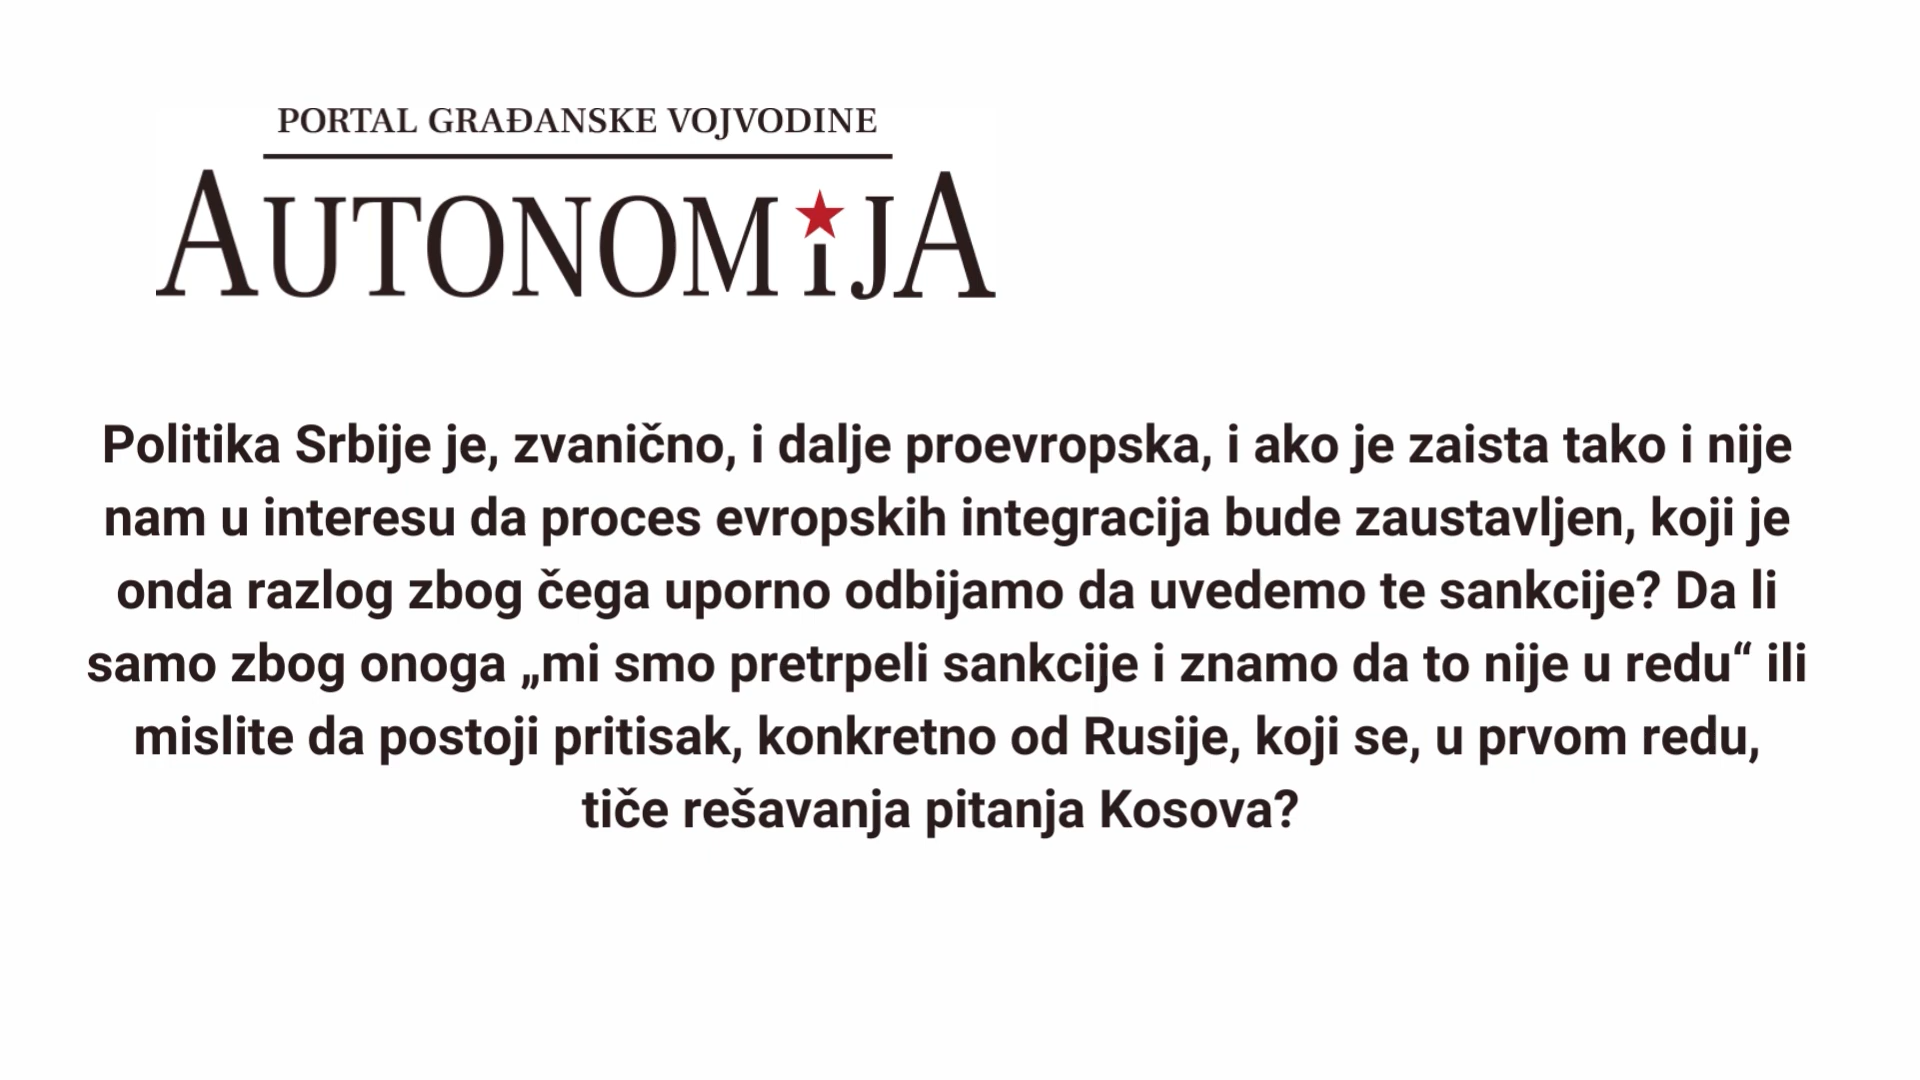 PORTAL GRAĐANSKE VOJVODINE
AUTONOMiJA
Politika Srbije je, zvanično, i dalje proevropska, i ako je zaista tako i nije
nam u interesu da proces evropskih integracija bude zaustavljen, koji je
onda razlog zbog čega uporno odbijamo da uvedemo te sankcije? Da li
samo zbog onoga „mi smo pretrpeli sankcije i znamo da to nije u redu“ ili
mislite da postoji pritisak, konkretno od Rusije, koji se, u prvom redu,
tiče rešavanja pitanja Kosova?